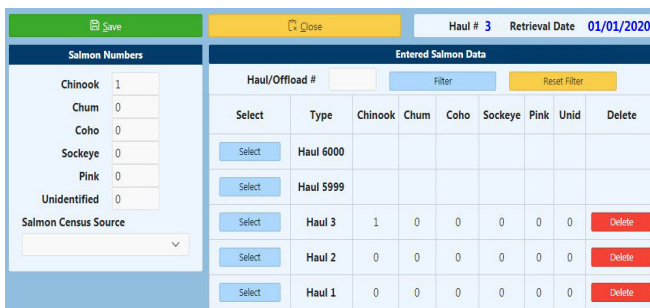 Save
Close
Haul # 3 Retrieval Date 01/01/2020
Salmon Numbers
Chinook 1
Chum 0
Coho 0
Sockeye 0
Pink 0
Unidentified 0
Salmon Census Source
Entered Salmon Data
Haul/Offload # Filter Reset Filter
Select Type Chinook Chum Coho Sockeye Pink Unid Delete
Select Haul 6000
Select Haul 5999
Select Haul 3 1 0 0 0 0 0 Delete
Select Haul 2 0 0 0 0 0 0 Delete
Select Haul 1 0 0 0 0 0 0 Delete